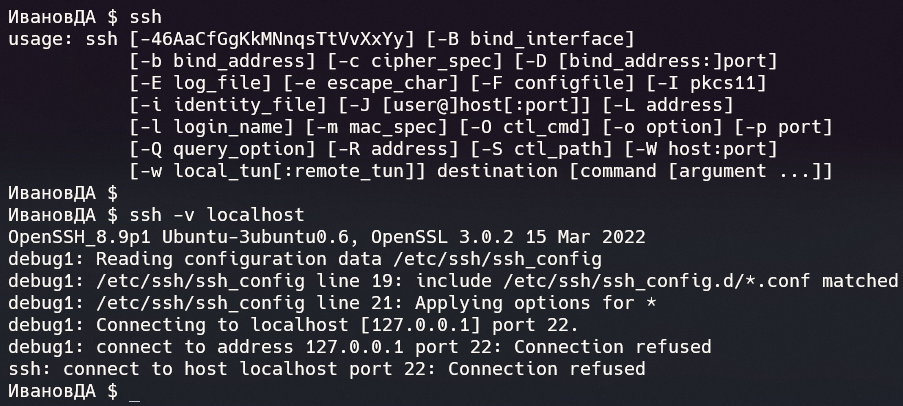 ИвановДА $ ssh
usage: ssh [-46AaCfGgKkMNnqsTtVvXxYy] [-B bind_interface]
           [-b bind_address] [-c cipher_spec] [-D [bind_address:]port]
           [-E log_file] [-e escape_char] [-F configfile] [-I pkcs11]
           [-i identity_file] [-J [user@]host[:port]] [-L address]
           [-l login_name] [-m mac_spec] [-O ctl_cmd] [-o option] [-p port]
           [-Q query_option] [-R address] [-S ctl_path] [-W host:port]
           [-w local_tun[:remote_tun]] destination [command [argument ...]]
ИвановДА $
ИвановДА $ ssh -v localhost
OpenSSH_8.9p1 Ubuntu-3ubuntu0.6, OpenSSL 3.0.2 15 Mar 2022
debug1: Reading configuration data /etc/ssh/ssh_config
debug1: /etc/ssh/ssh_config line 19: include /etc/ssh/ssh_config.d/*.conf matched
debug1: /etc/ssh/ssh_config line 21: Applying options for *
debug1: Connecting to localhost [127.0.0.1] port 22.
debug1: connect to address 127.0.0.1 port 22: Connection refused
ssh: connect to host localhost port 22: Connection refused
ИвановДА $ _